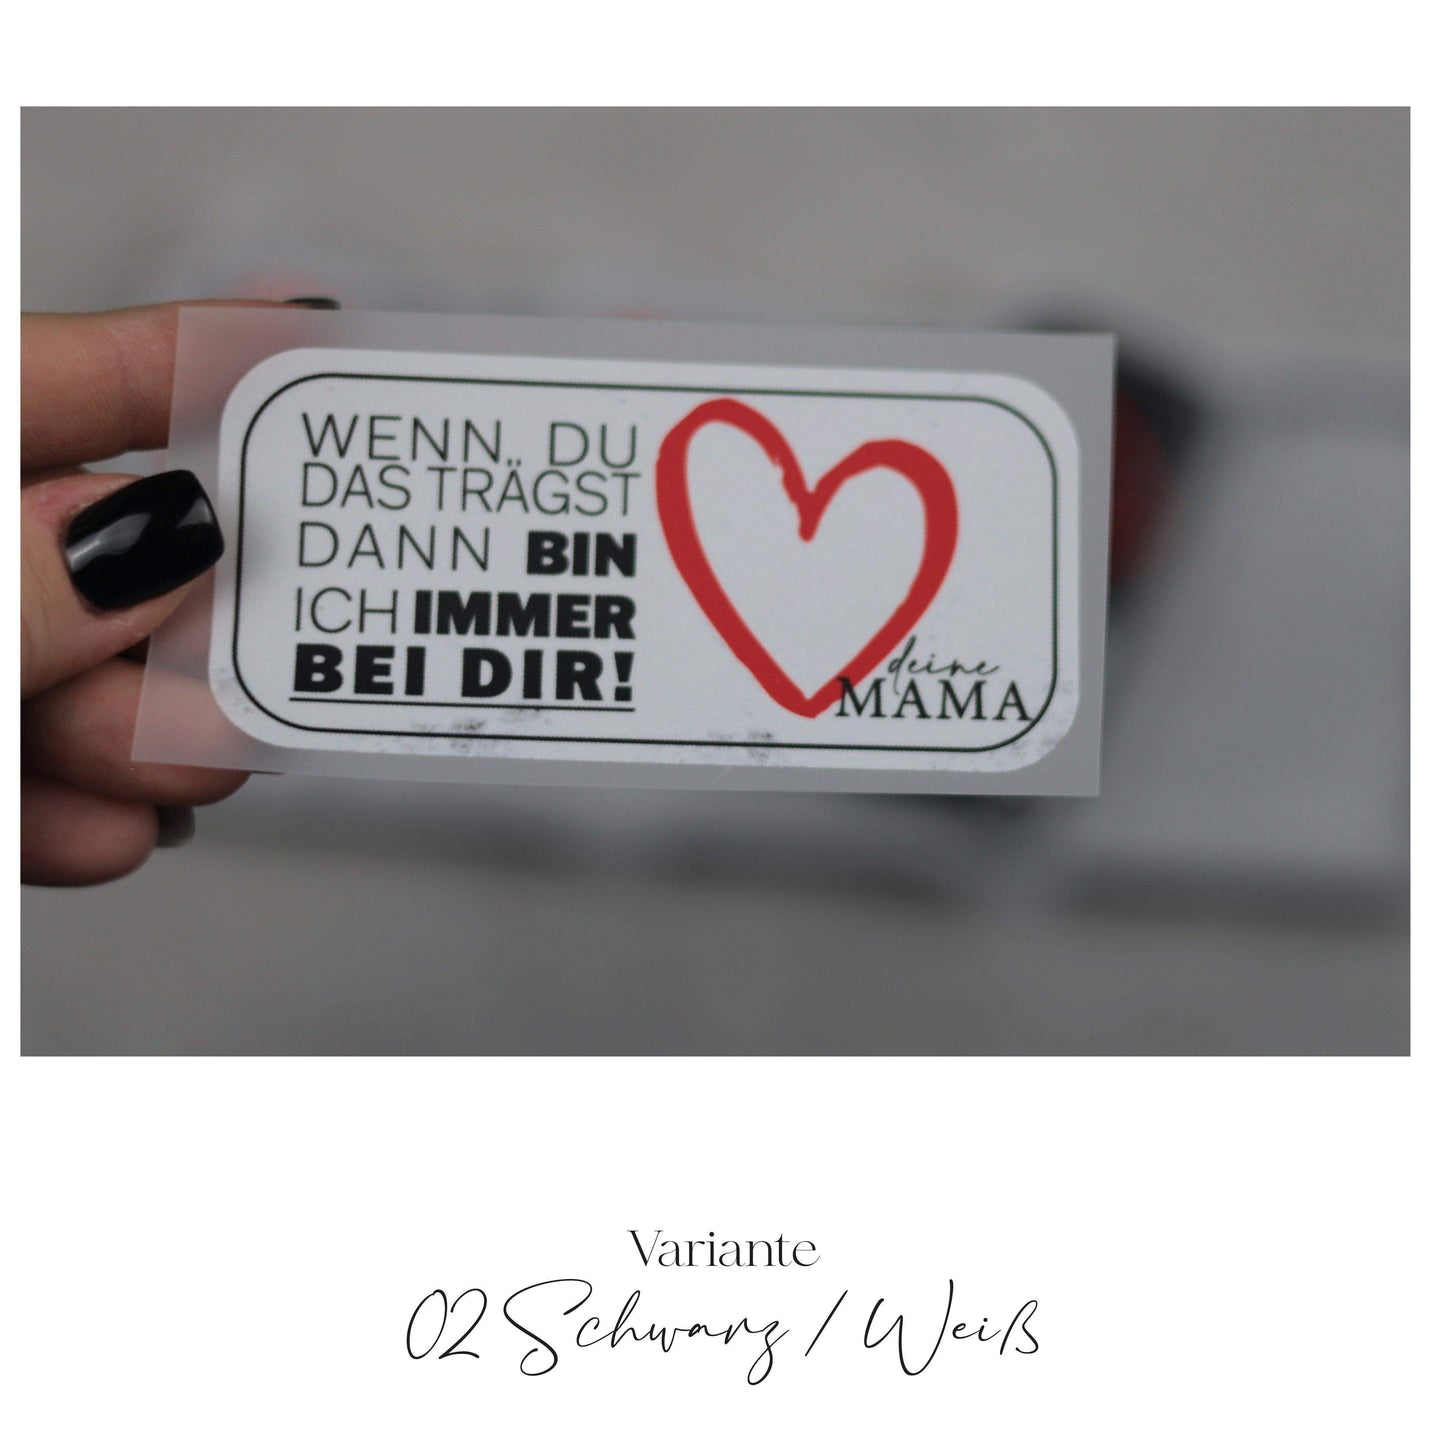 WENN DU
DAS TRÄGST
DANN BIN
ICH IMMER
BEI DIR!
deine
MAMA
Variante
02 Schwarz / Weiß